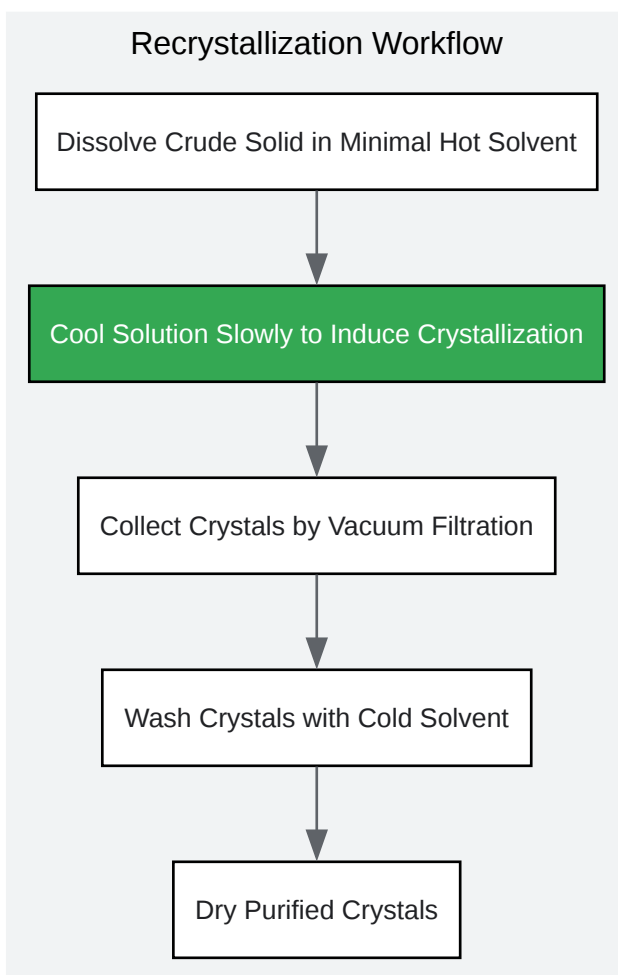 Recrystallization Workflow
Dissolve Crude Solid in Minimal Hot Solvent
Cool Solution Slowly to Induce Crystallization
Collect Crystals by Vacuum Filtration
Wash Crystals with Cold Solvent
Dry Purified Crystals